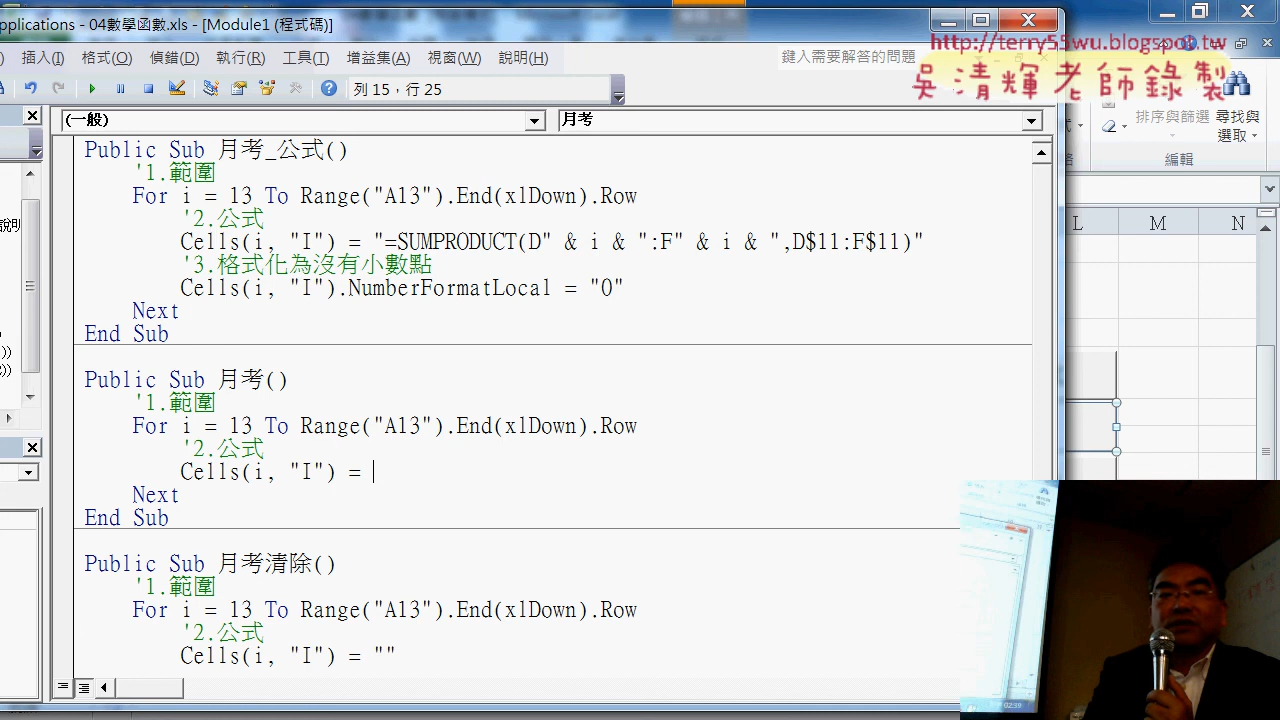 pplications - 04數學函數.xls - [Module1 (程式碼)]
插入(I) 格式(O) 偵錯(D) 執行(R) 工具 益集(A) 視窗(W) 說明(H)
鍵入需要解答的問題
http://terry55wu.blogspot.tw
吳清輝老師錄製
列 15，行 25
排序與篩選 尋找與
選取
編輯
(一般)
月考
L M N
說明
))
))
Public Sub 月考_公式()
'1.範圍
For i = 13 To Range("A13").End(xlDown).Row
'2.公式
Cells(i, "I") = "=SUMPRODUCT(D" & i & ":F" & i & ",D$11:F$11)"
'3.格式化為沒有小數點
Cells(i, "I").NumberFormatLocal = "0"
Next
End Sub
Public Sub 月考()
'1.範圍
For i = 13 To Range("A13").End(xlDown).Row
'2.公式
Cells(i, "I") =
Next
End Sub
Public Sub 月考清除()
'1.範圍
For i = 13 To Range("A13").End(xlDown).Row
'2.公式
Cells(i, "I") = ""